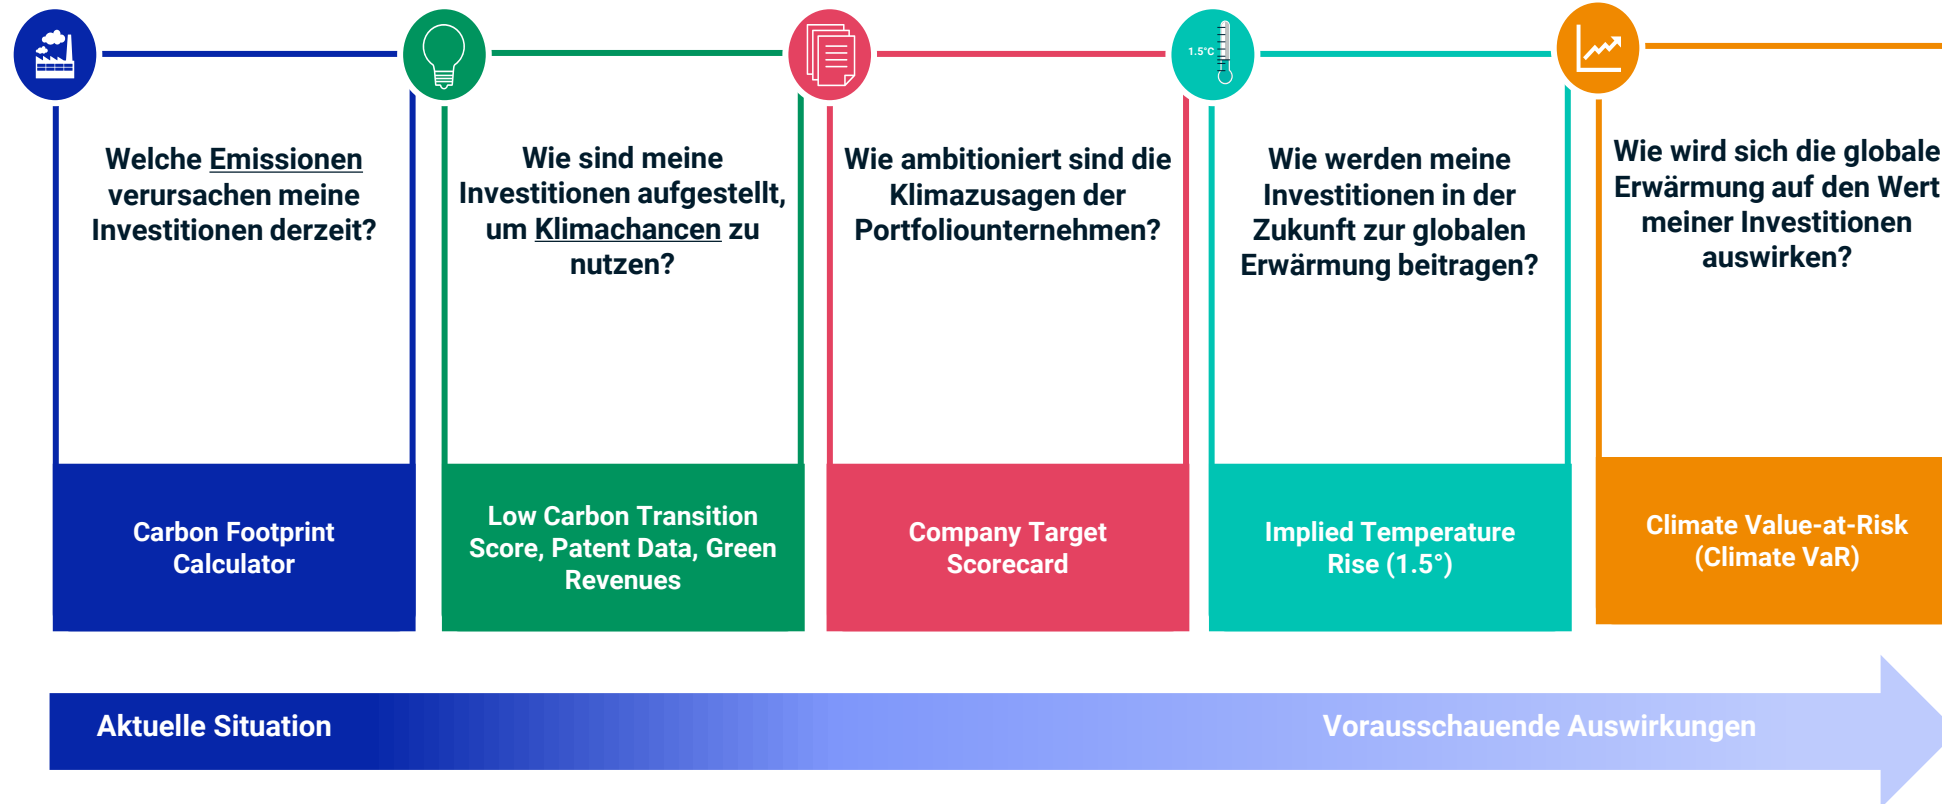 Welche Emissionen
verursachen meine
Investitionen derzeit?
Carbon Footprint
Calculator
Wie sind meine
Investitionen aufgestellt,
um Klimachancen zu
nutzen?
Low Carbon Transition
Score, Patent Data, Green
Revenues
Wie ambitioniert sind die
Klimazusagen der
Portfoliounternehmen?
Company Target
Scorecard
1.5°C
Wie werden meine
Investitionen in der
Zukunft zur globalen
Erwärmung beitragen?
Implied Temperature
Rise (1.5°)
Wie wird sich die globale
Erwärmung auf den Wert
meiner Investitionen
auswirken?
Climate Value-at-Risk
(Climate VaR)
Aktuelle Situation
Vorausschauende Auswirkungen